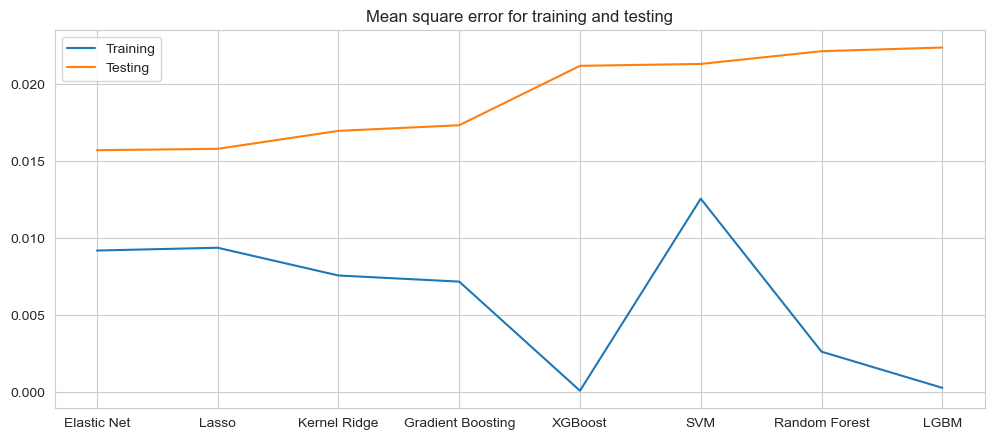 Mean square error for training and testing
Training
Testing
0.020
0.015
0.010
0.005
0.000
Elastic Net Lasso Kernel Ridge Gradient Boosting XGBoost SVM Random Forest LGBM